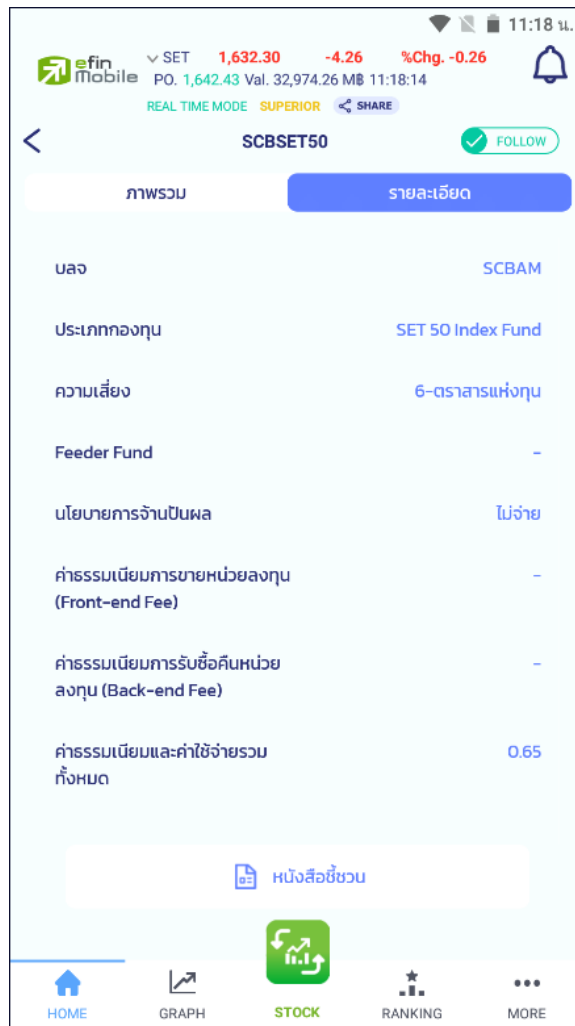 11:18 น.
efin Mobile
SET 1,632.30 -4.26 %Chg. -0.26
PO. 1,642.43 Val. 32,974.26 M฿ 11:18:14
REAL TIME MODE SUPERIOR SHARE
SCBSET50 FOLLOW
ภาพรวม รายละเอียด
บลจ SCBAM
ประเภทกองทุน SET 50 Index Fund
ความเสี่ยง 6-ตราสารแห่งทุน
Feeder Fund -
นโยบายการจ้านปันผล ไม่จ่าย
ค่าธรรมเนียมการขายหน่วยลงทุน -
(Front-end Fee)
ค่าธรรมเนียมการรับซื้อคืนหน่วย -
ลงทุน (Back-end Fee)
ค่าธรรมเนียมและค่าใช้จ่ายรวม 0.65
ทั้งหมด
หนังสือชี้ชวน
HOME GRAPH STOCK RANKING MORE